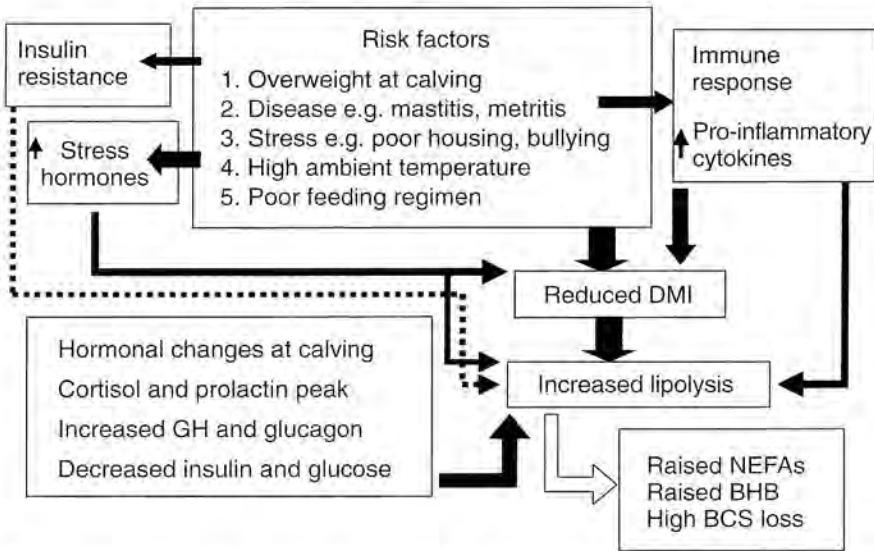 Insulin
resistance
Risk factors
1. Overweight at calving
2. Disease e.g. mastitis, metritis
3. Stress e.g. poor housing, bullying
4. High ambient temperature
5. Poor feeding regimen
Immune
response
Pro-inflammatory
cytokines
Stress
hormones
Reduced DMI
Hormonal changes at calving
Cortisol and prolactin peak
Increased GH and glucagon
Decreased insulin and glucose
Increased lipolysis
Raised NEFAs
Raised BHB
High BCS loss